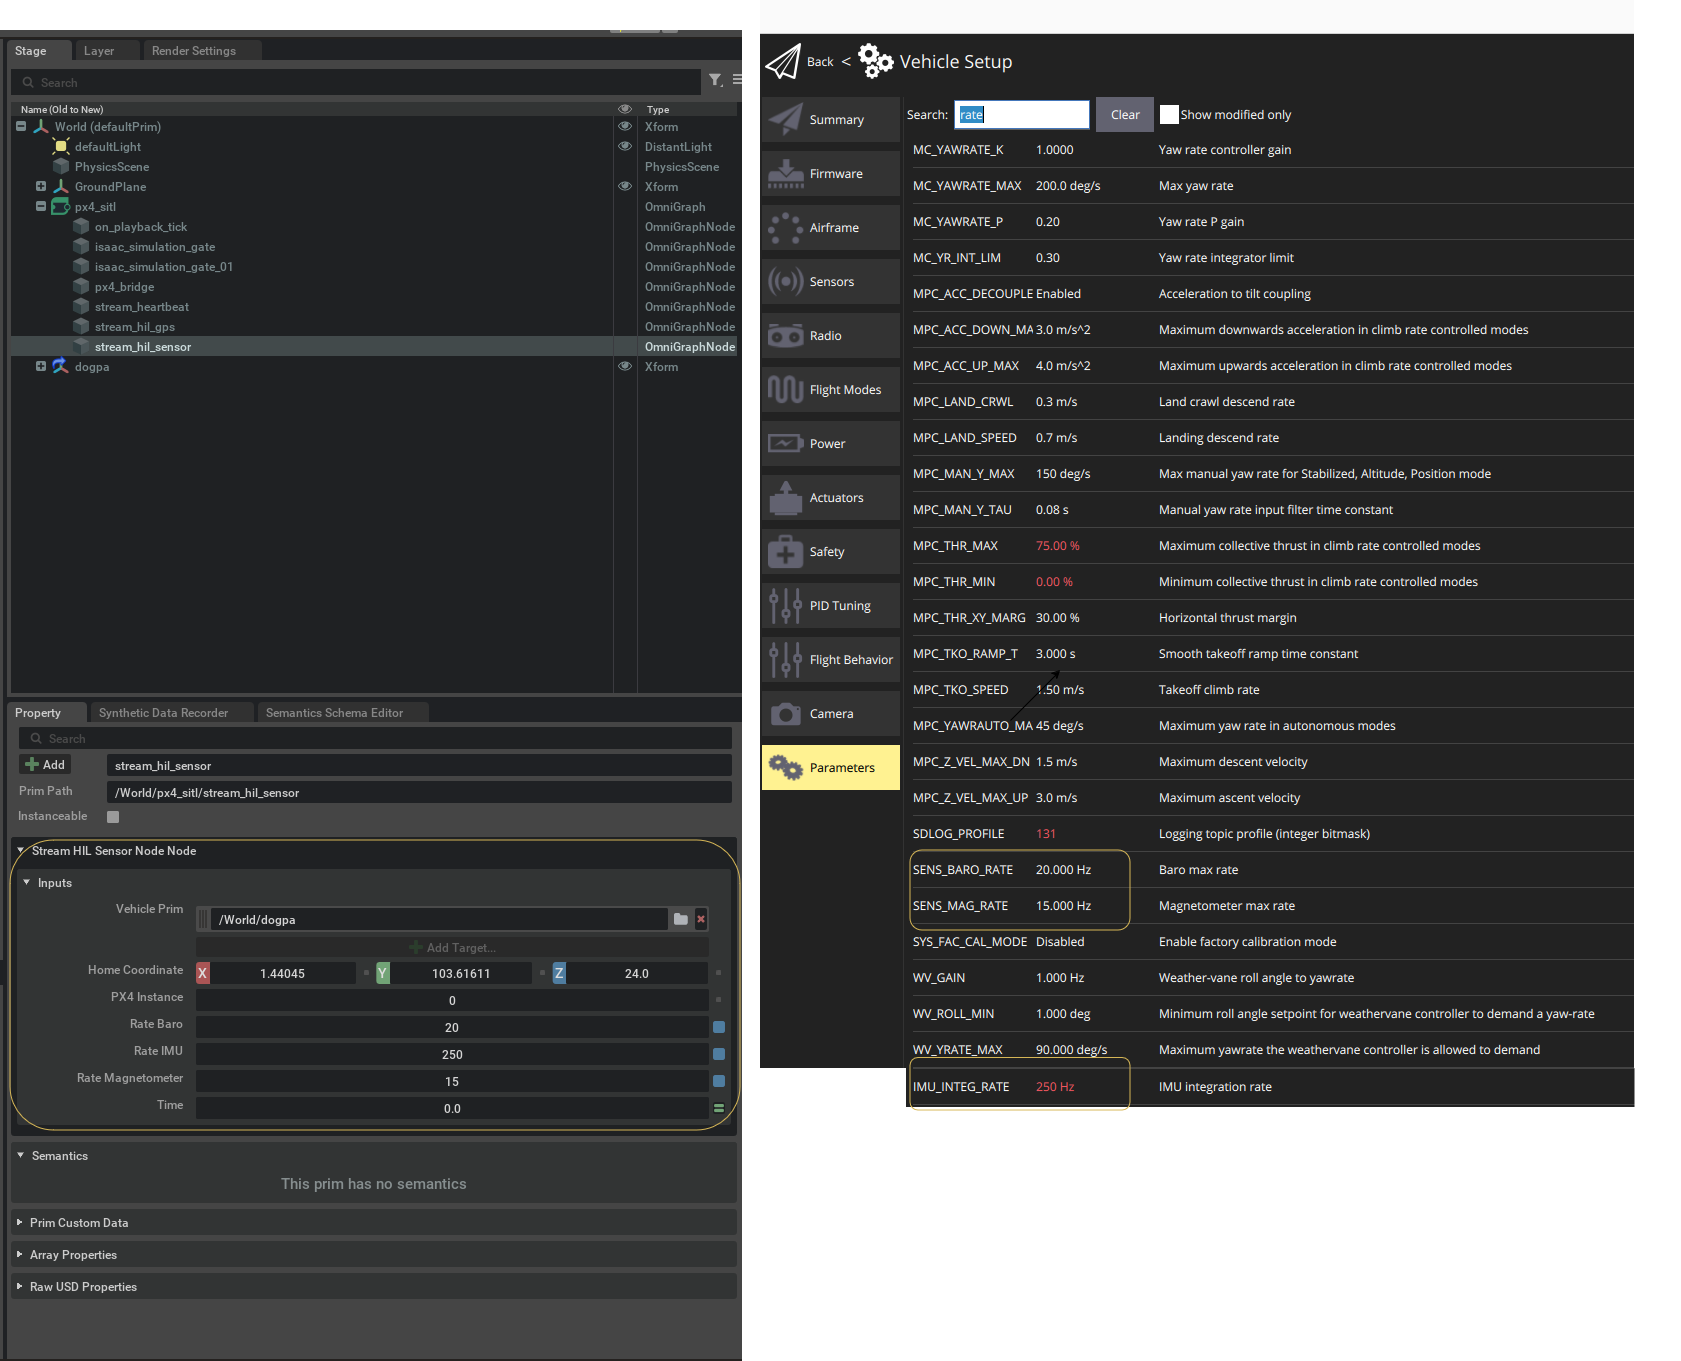 Stage Layer Render Settings
Search
Name (Old to New) Type
World (defaultPrim) Xform
defaultLight DistantLight
PhysicsScene PhysicsScene
GroundPlane Xform
px4_sitl OmniGraph
on_playback_tick OmniGraphNode
isaac_simulation_gate OmniGraphNode
isaac_simulation_gate_01 OmniGraphNode
px4_bridge OmniGraphNode
stream_heartbeat OmniGraphNode
stream_hil_gps OmniGraphNode
stream_hil_sensor OmniGraphNode
dogpa Xform
Property Synthetic Data Recorder Semantics Schema Editor
Search
Add stream_hil_sensor
Prim Path /World/px4_sitl/stream_hil_sensor
Instanceable
Stream HIL Sensor Node Node
Inputs
Vehicle Prim /World/dogpa
Add Target...
Home Coordinate X 1.44045 Y 103.61611 Z 24.0
PX4 Instance 0
Rate Baro 20
Rate IMU 250
Rate Magnetometer 15
Time 0.0
Semantics
This prim has no semantics
Prim Custom Data
Array Properties
Raw USD Properties
Back < Vehicle Setup
Summary
Firmware
Airframe
Sensors
Radio
Flight Modes
Power
Actuators
Safety
PID Tuning
Flight Behavior
Camera
Parameters
Search: rate Clear Show modified only
MC_YAWRATE_K 1.0000 Yaw rate controller gain
MC_YAWRATE_MAX 200.0 deg/s Max yaw rate
MC_YAWRATE_P 0.20 Yaw rate P gain
MC_YR_INT_LIM 0.30 Yaw rate integrator limit
MPC_ACC_DECOUPLE Enabled Acceleration to tilt coupling
MPC_ACC_DOWN_MA 3.0 m/s^2 Maximum downwards acceleration in climb rate controlled modes
MPC_ACC_UP_MAX 4.0 m/s^2 Maximum upwards acceleration in climb rate controlled modes
MPC_LAND_CRWL 0.3 m/s Land crawl descend rate
MPC_LAND_SPEED 0.7 m/s Landing descend rate
MPC_MAN_Y_MAX 150 deg/s Max manual yaw rate for Stabilized, Altitude, Position mode
MPC_MAN_Y_TAU 0.08 s Manual yaw rate input filter time constant
MPC_THR_MAX 75.00 % Maximum collective thrust in climb rate controlled modes
MPC_THR_MIN 0.00 % Minimum collective thrust in climb rate controlled modes
MPC_THR_XY_MARG 30.00 % Horizontal thrust margin
MPC_TKO_RAMP_T 3.000 s Smooth takeoff ramp time constant
MPC_TKO_SPEED 1.50 m/s Takeoff climb rate
MPC_YAWRAUTO_MA 45 deg/s Maximum yaw rate in autonomous modes
MPC_Z_VEL_MAX_DN 1.5 m/s Maximum descent velocity
MPC_Z_VEL_MAX_UP 3.0 m/s Maximum ascent velocity
SDLOG_PROFILE 131 Logging topic profile (integer bitmask)
SENS_BARO_RATE 20.000 Hz Baro max rate
SENS_MAG_RATE 15.000 Hz Magnetometer max rate
SYS_FAC_CAL_MODE Disabled Enable factory calibration mode
WV_GAIN 1.000 Hz Weather-vane roll angle to yawrate
WV_ROLL_MIN 1.000 deg Minimum roll angle setpoint for weathervane controller to demand a yaw-rate
WV_YRATE_MAX 90.000 deg/s Maximum yawrate the weathervane controller is allowed to demand
IMU_INTEG_RATE 250 Hz IMU integration rate